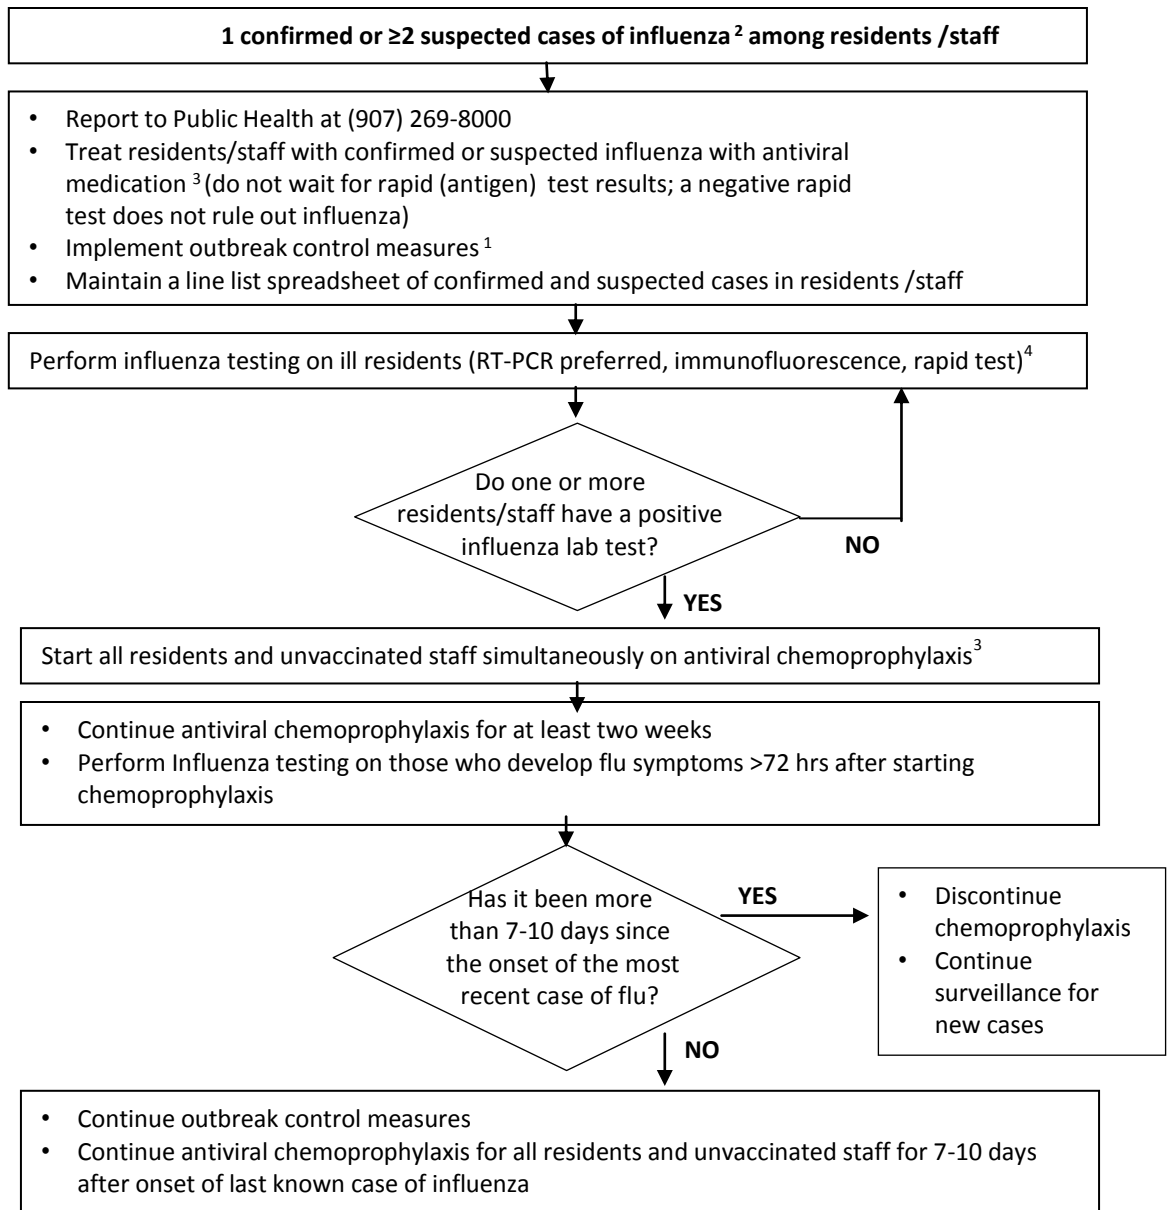 1 confirmed or ≥2 suspected cases of influenza ² among residents /staff
• Report to Public Health at (907) 269-8000
• Treat residents/staff with confirmed or suspected influenza with antiviral
medication ³ (do not wait for rapid (antigen) test results; a negative rapid
test does not rule out influenza)
• Implement outbreak control measures ¹
• Maintain a line list spreadsheet of confirmed and suspected cases in residents /staff
Perform influenza testing on ill residents (RT-PCR preferred, immunofluorescence, rapid test)⁴
Do one or more
residents/staff have a positive
influenza lab test?
NO
YES
Start all residents and unvaccinated staff simultaneously on antiviral chemoprophylaxis³
• Continue antiviral chemoprophylaxis for at least two weeks
• Perform Influenza testing on those who develop flu symptoms >72 hrs after starting
chemoprophylaxis
Has it been more
than 7-10 days since
the onset of the most
recent case of flu?
YES
• Discontinue
chemoprophylaxis
• Continue
surveillance for
new cases
NO
• Continue outbreak control measures
• Continue antiviral chemoprophylaxis for all residents and unvaccinated staff for 7-10 days
after onset of last known case of influenza